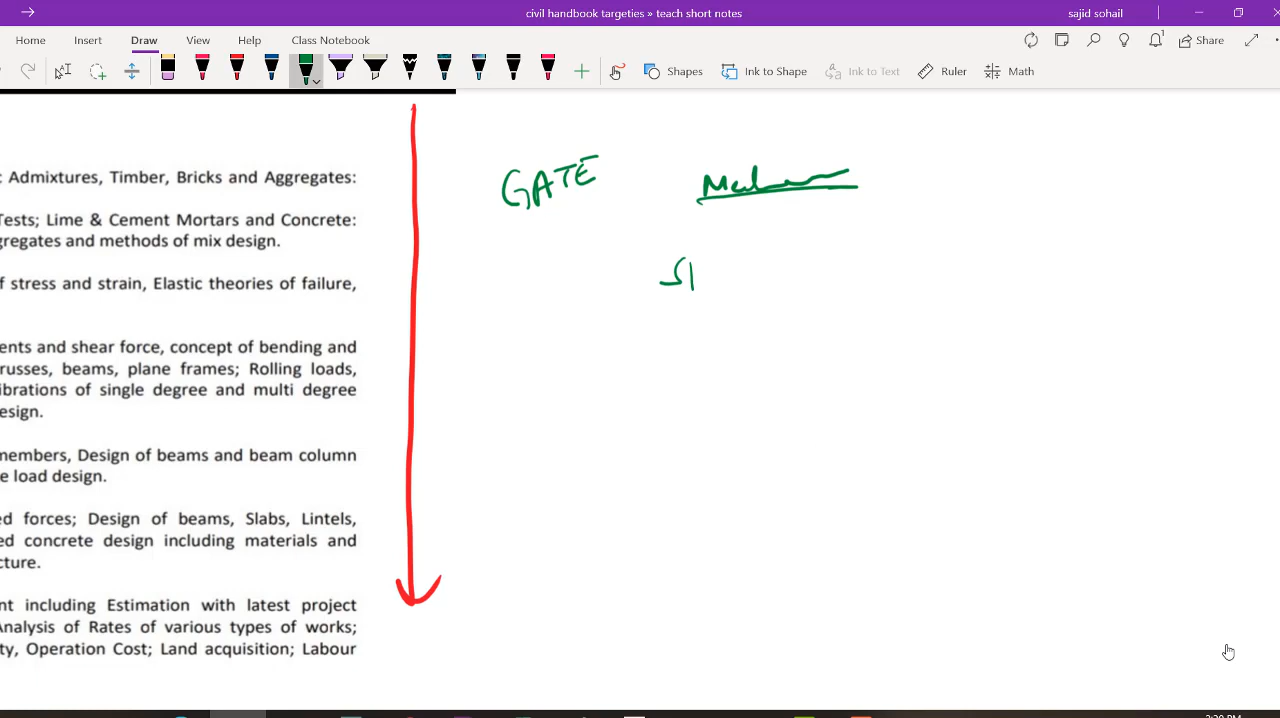 civil handbook targeties » teach short notes
sajid sohail
Home Insert Draw View Help Class Notebook
Share
Shapes Ink to Shape Ink to Text Ruler Math
Admixtures, Timber, Bricks and Aggregates:
Tests; Lime & Cement Mortars and Concrete:
gregates and methods of mix design.
f stress and strain, Elastic theories of failure,
ents and shear force, concept of bending and
russes, beams, plane frames; Rolling loads,
ibrations of single degree and multi degree
esign.
members, Design of beams and beam column
e load design.
ed forces; Design of beams, Slabs, Lintels,
ed concrete design including materials and
cture.
nt including Estimation with latest project
Analysis of Rates of various types of works;
ty, Operation Cost; Land acquisition; Labour
GATE